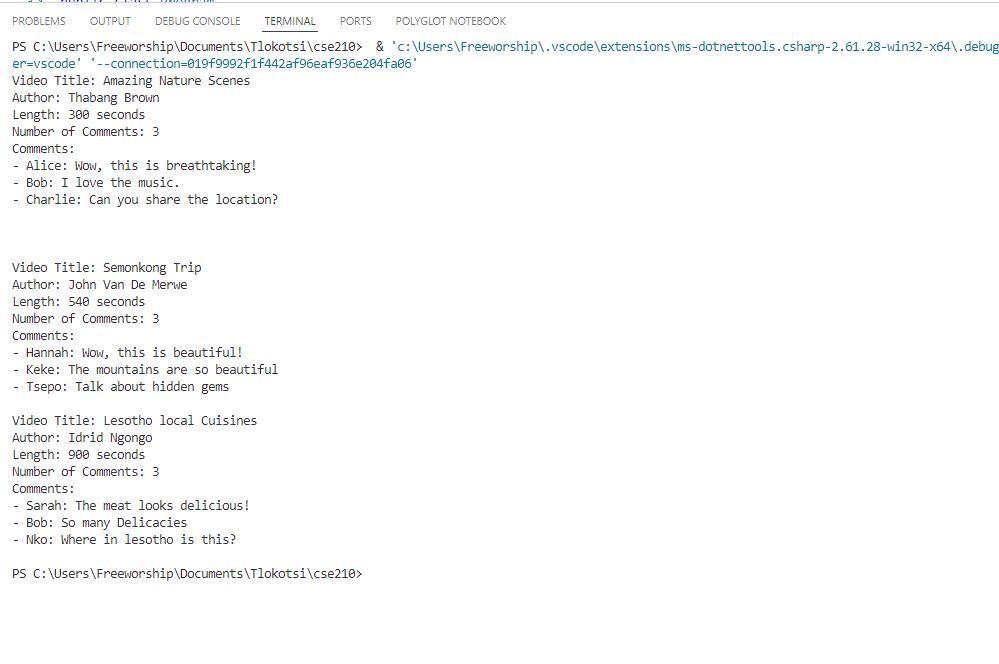 PROBLEMS OUTPUT DEBUG CONSOLE TERMINAL PORTS POLYGLOT NOTEBOOK
PS C:\Users\Freeworship\Documents\Tlokotsi\cse210>  & 'c:\Users\Freeworship\.vscode\extensions\ms-dotnettools.csharp-2.61.28-win32-x64\.debug
er=vscode' '--connection=019f9992f1f442af96eaf936e204fa06'
Video Title: Amazing Nature Scenes
Author: Thabang Brown
Length: 300 seconds
Number of Comments: 3
Comments:
- Alice: Wow, this is breathtaking!
- Bob: I love the music.
- Charlie: Can you share the location?
Video Title: Semonkong Trip
Author: John Van De Merwe
Length: 540 seconds
Number of Comments: 3
Comments:
- Hannah: Wow, this is beautiful!
- Keke: The mountains are so beautiful
- Tsepo: Talk about hidden gems
Video Title: Lesotho local Cuisines
Author: Idrid Ngongo
Length: 900 seconds
Number of Comments: 3
Comments:
- Sarah: The meat looks delicious!
- Bob: So many Delicacies
- Nko: Where in lesotho is this?
PS C:\Users\Freeworship\Documents\Tlokotsi\cse210>